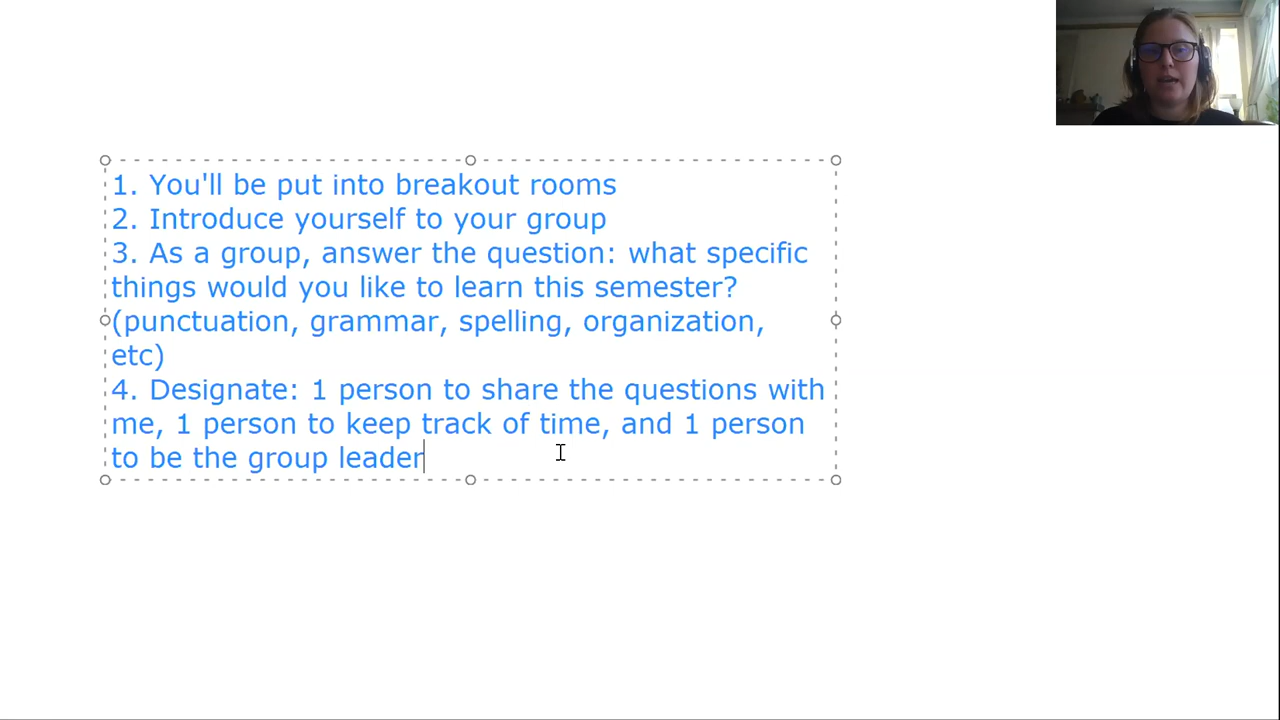 1. You'll be put into breakout rooms
2. Introduce yourself to your group
3. As a group, answer the question: what specific
things would you like to learn this semester?
(punctuation, grammar, spelling, organization,
etc)
4. Designate: 1 person to share the questions with
me, 1 person to keep track of time, and 1 person
to be the group leader